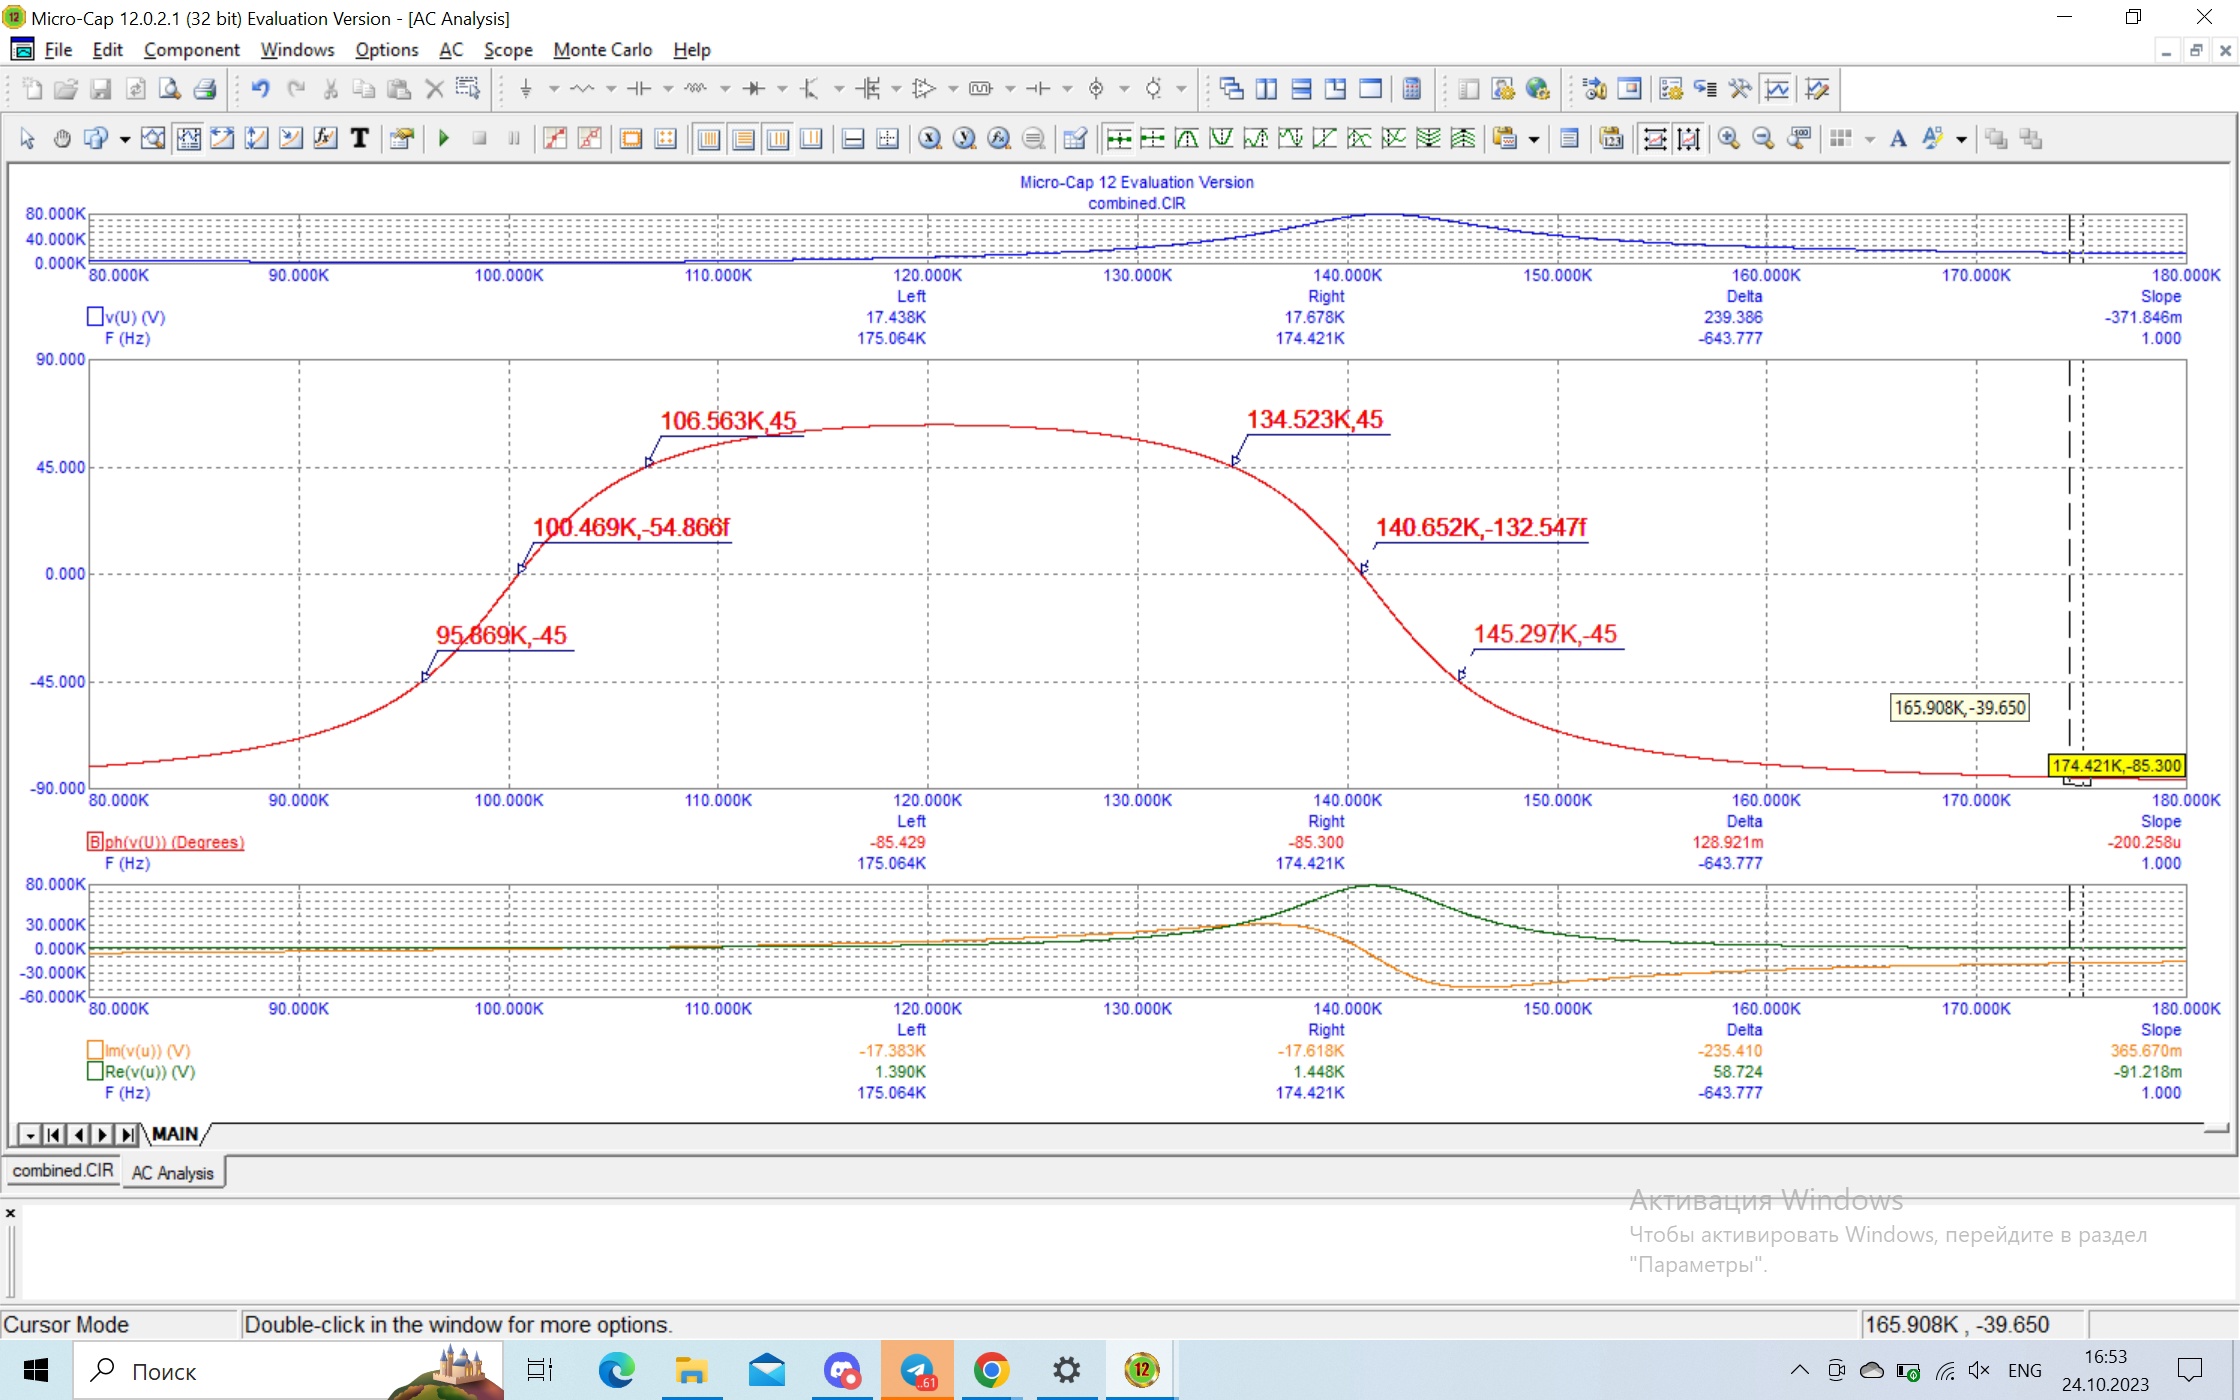 Micro-Cap 12.0.2.1 (32 bit) Evaluation Version - [AC Analysis]
File Edit Component Windows Options AC Scope Monte Carlo Help
Micro-Cap 12 Evaluation Version
combined.CIR
80.000K
40.000K
0.000K
80.000K 90.000K 100.000K 110.000K 120.000K 130.000K 140.000K 150.000K 160.000K 170.000K 180.000K
Left Right Delta Slope
v(U) (V) 17.438K 17.678K 239.386 -371.846m
F (Hz) 175.064K 174.421K -643.777 1.000
90.000
106.563K,45 134.523K,45
45.000
100.469K,-54.866f 140.652K,-132.547f
0.000
95.869K,-45 145.297K,-45
-45.000
165.908K,-39.650
174.421K,-85.300
-90.000
80.000K 90.000K 100.000K 110.000K 120.000K 130.000K 140.000K 150.000K 160.000K 170.000K 180.000K
Left Right Delta Slope
B ph(v(U)) (Degrees) -85.429 -85.300 128.921m -200.258u
F (Hz) 175.064K 174.421K -643.777 1.000
80.000K
30.000K
0.000K
-30.000K
-60.000K
80.000K 90.000K 100.000K 110.000K 120.000K 130.000K 140.000K 150.000K 160.000K 170.000K 180.000K
Left Right Delta Slope
Im(v(u)) (V) -17.383K -17.618K -235.410 365.670m
Re(v(u)) (V) 1.390K 1.448K 58.724 -91.218m
F (Hz) 175.064K 174.421K -643.777 1.000
MAIN
combined.CIR AC Analysis
Активация Windows
Чтобы активировать Windows, перейдите в раздел
"Параметры".
Cursor Mode Double-click in the window for more options. 165.908K , -39.650
Поиск ..61 12 ENG 16:53
24.10.2023